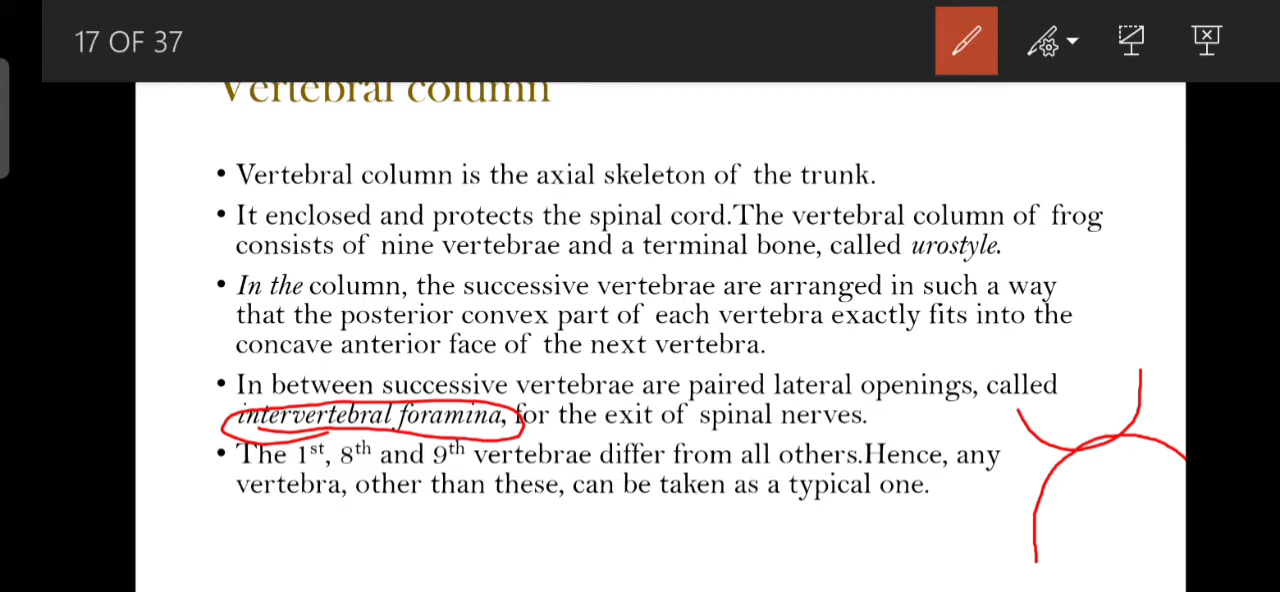 17 OF 37
Vertebral column
• Vertebral column is the axial skeleton of the trunk.
• It enclosed and protects the spinal cord.The vertebral column of frog
consists of nine vertebrae and a terminal bone, called urostyle.
• In the column, the successive vertebrae are arranged in such a way
that the posterior convex part of each vertebra exactly fits into the
concave anterior face of the next vertebra.
• In between successive vertebrae are paired lateral openings, called
intervertebral foramina, for the exit of spinal nerves.
• The 1st, 8th and 9th vertebrae differ from all others.Hence, any
vertebra, other than these, can be taken as a typical one.